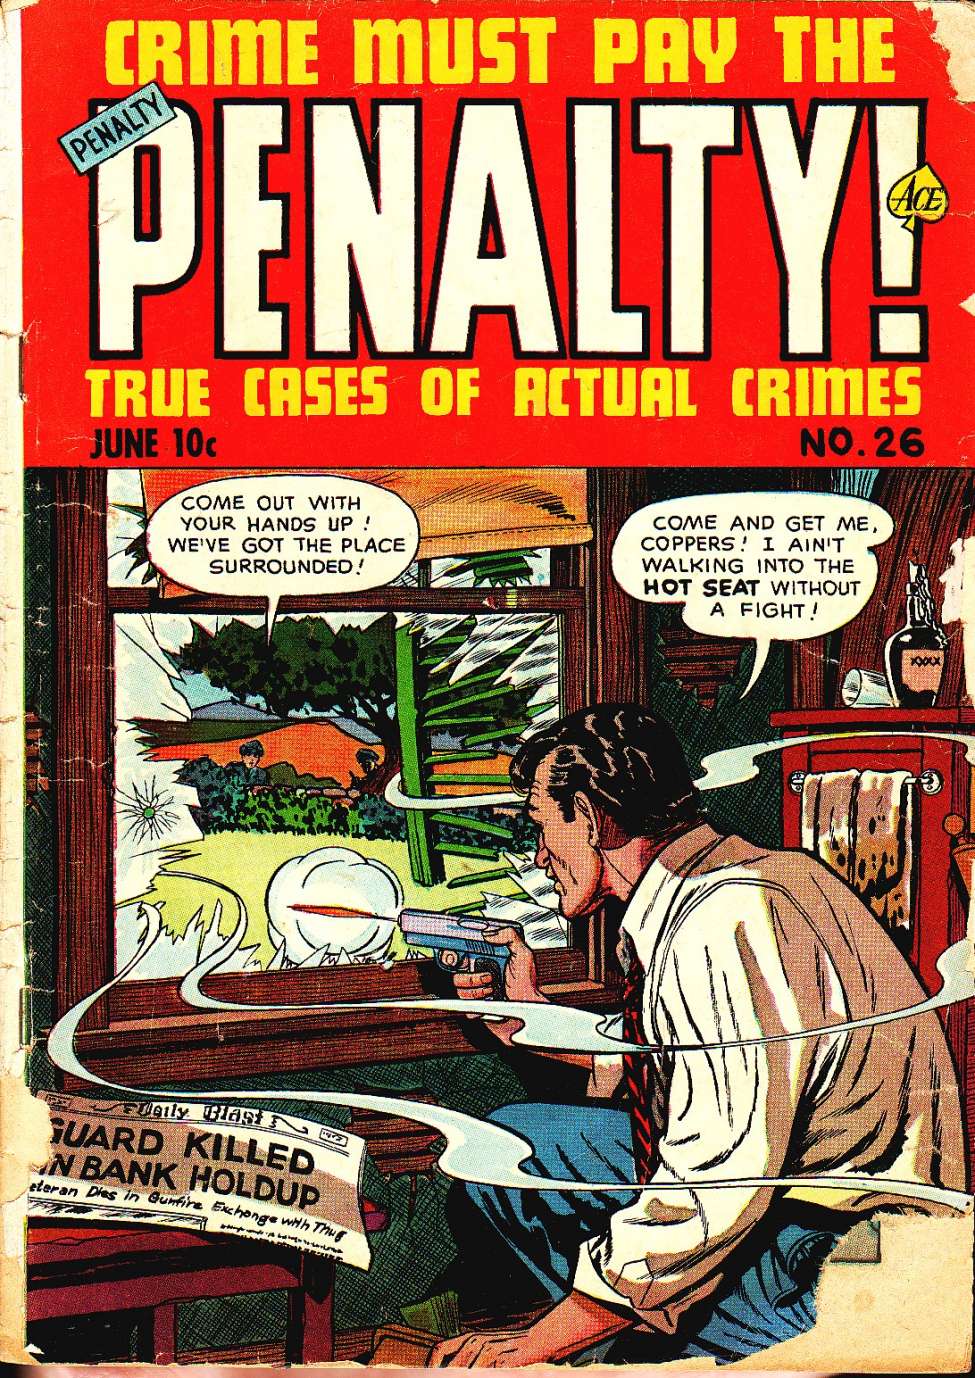 CRIME MUST PAY THE
PENALTY
PENALTY!
ACE
TRUE CASES OF ACTUAL CRIMES
JUNE 10c
NO. 26
COME OUT WITH
YOUR HANDS UP!
WE'VE GOT THE PLACE
SURROUNDED!
COME AND GET ME,
COPPERS! I AIN'T
WALKING INTO THE
HOT SEAT WITHOUT
A FIGHT!
XXXX
Daily Blast
GUARD KILLED
IN BANK HOLDUP
eteran Dies in Gunfire Exchange with Thug